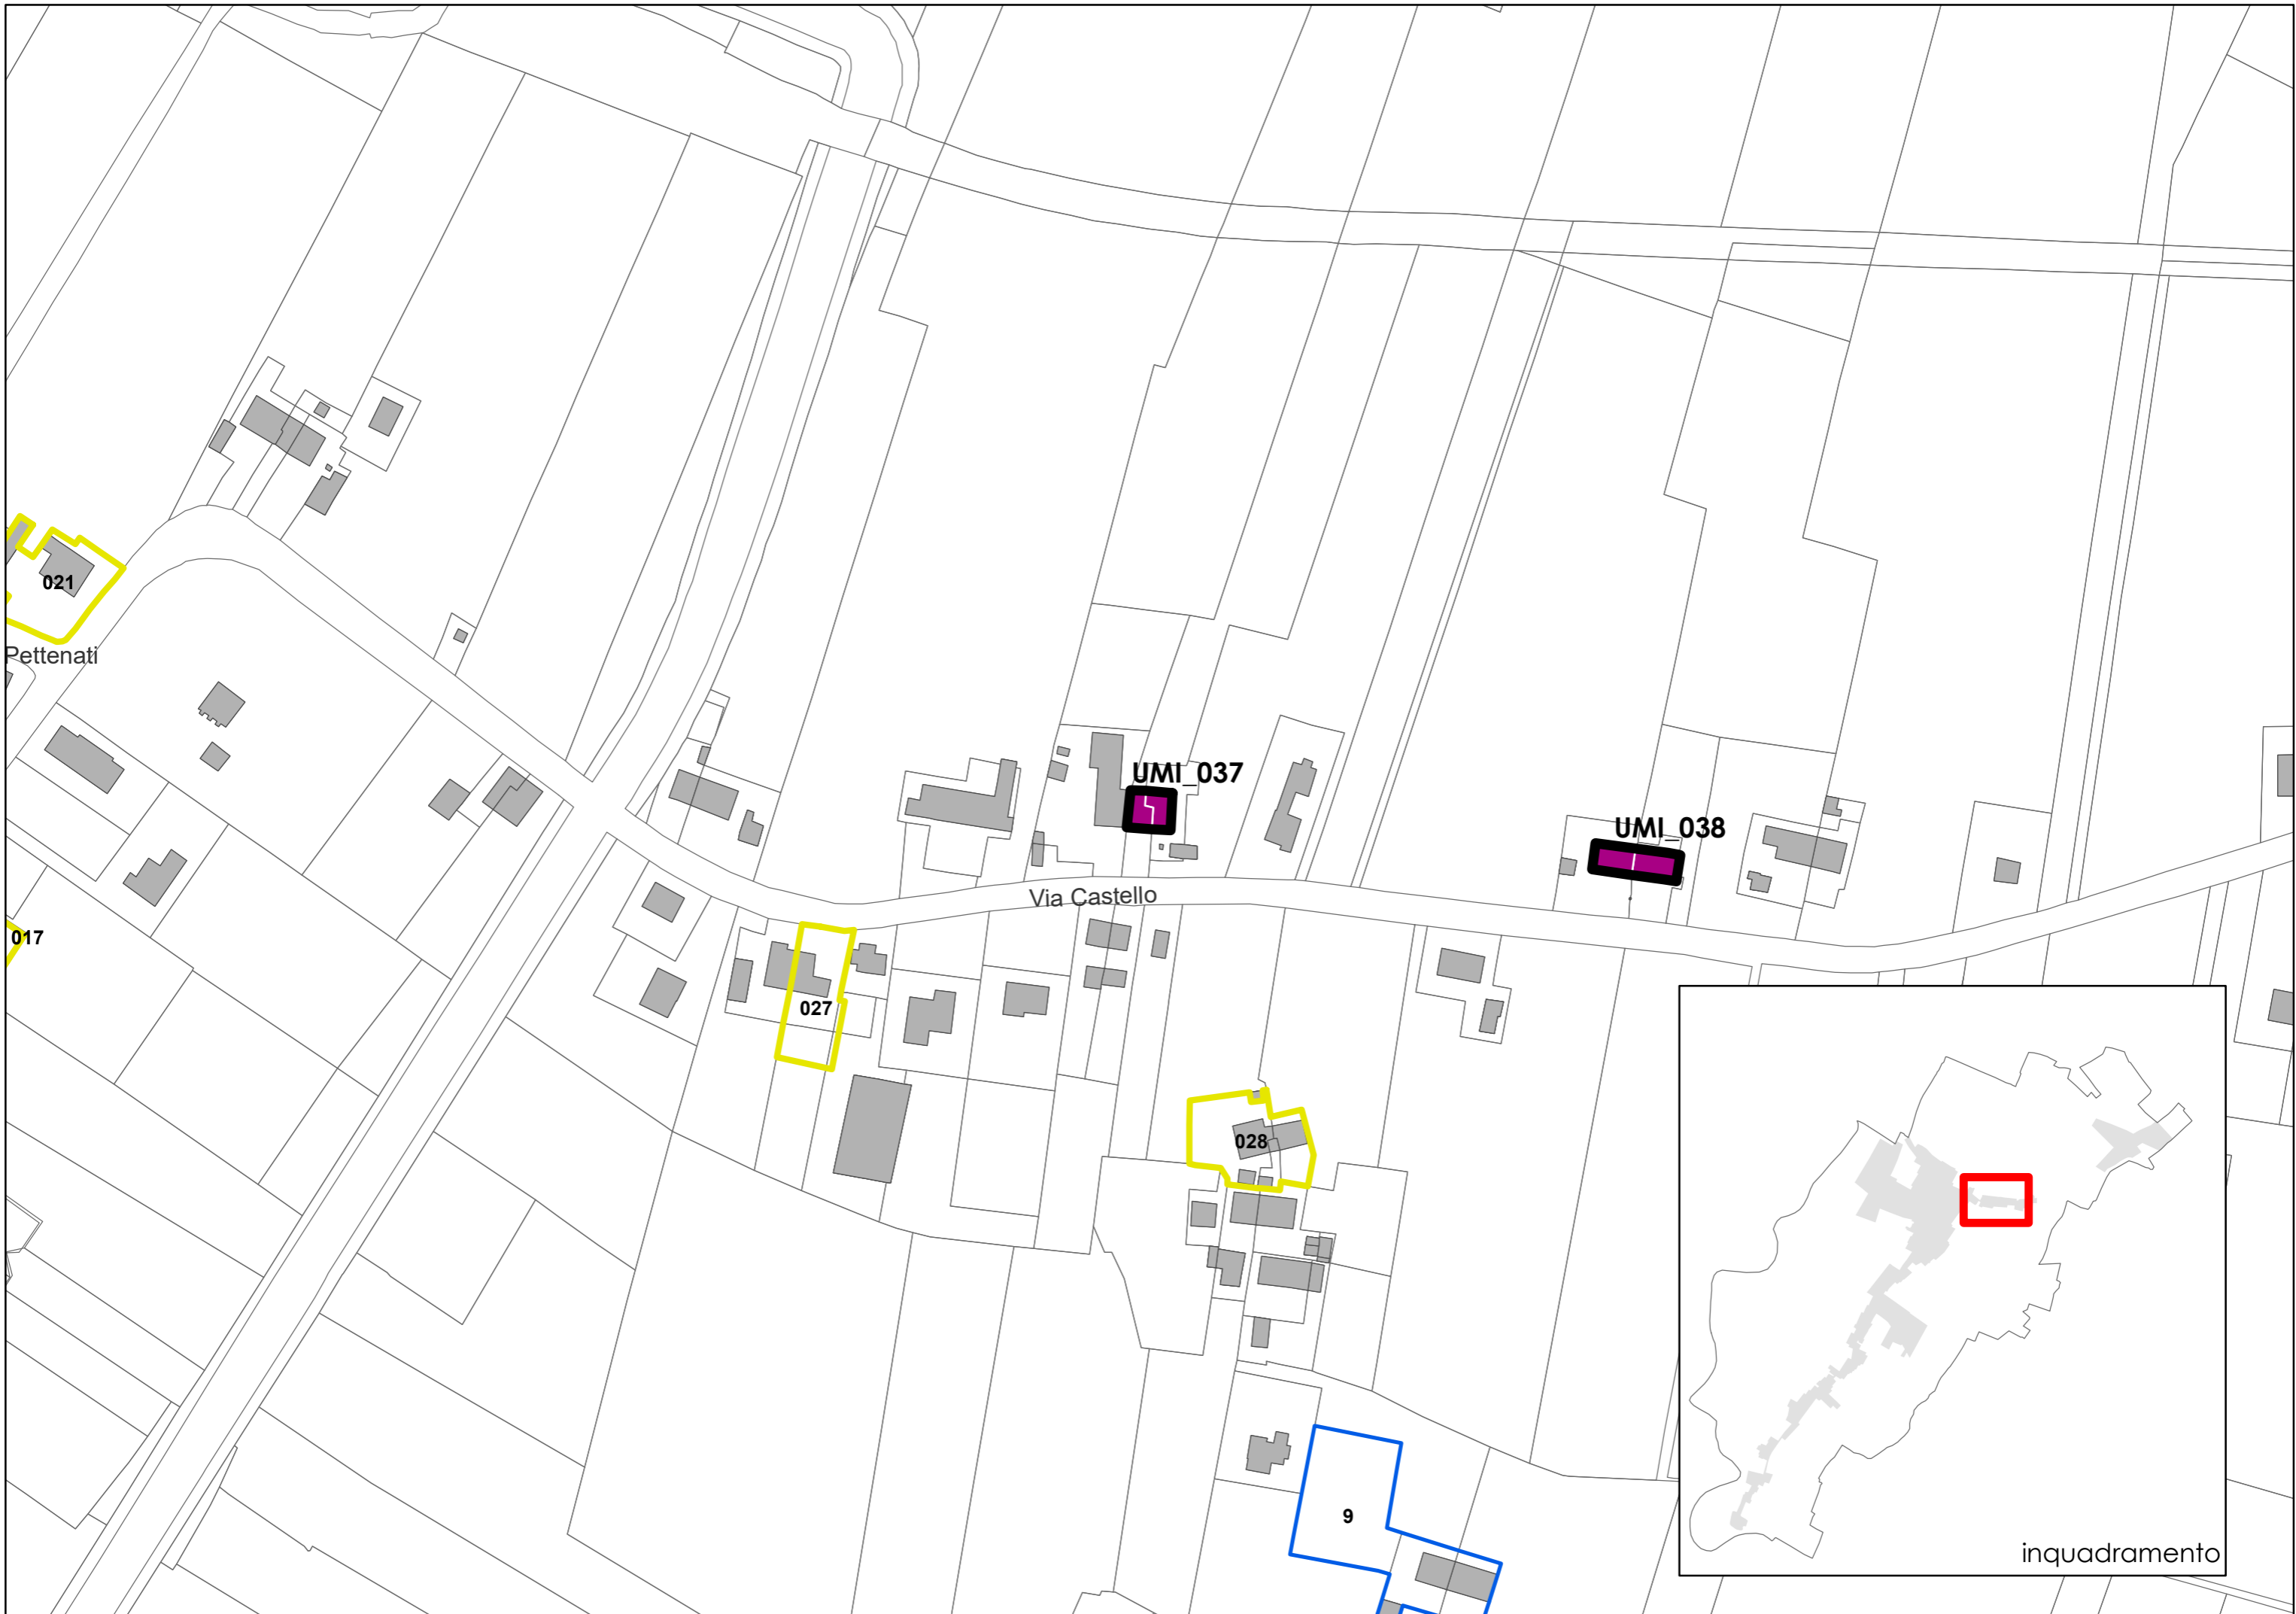 021
Pettenati
UMI_037
UMI_038
Via Castello
017
027
028
9
inquadramento